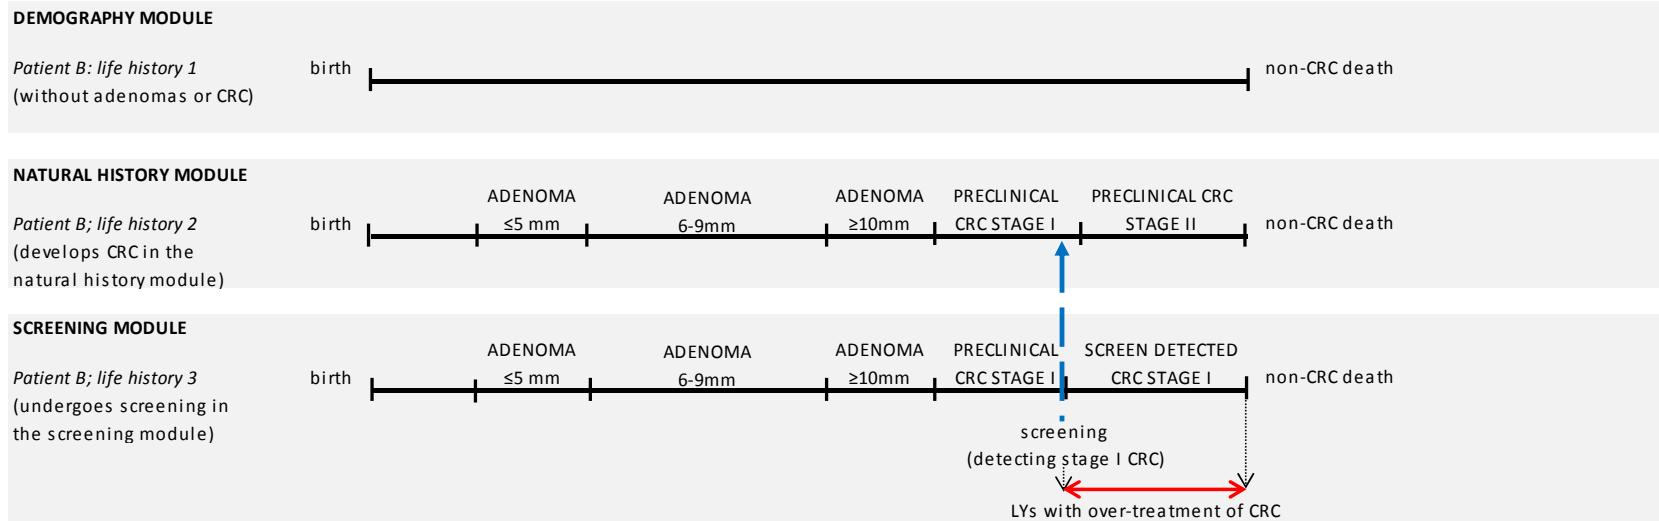 DEMOGRAPHY MODULE
Patient B: life history 1
(without adenomas or CRC)
birth
non-CRC death
NATURAL HISTORY MODULE
Patient B; life history 2
(develops CRC in the
natural history module)
birth
ADENOMA
≤5 mm
ADENOMA
6-9mm
ADENOMA
≥10mm
PRECLINICAL
CRC STAGE I
PRECLINICAL CRC
STAGE II
non-CRC death
SCREENING MODULE
Patient B; life history 3
(undergoes screening in
the screening module)
birth
ADENOMA
≤5 mm
ADENOMA
6-9mm
ADENOMA
≥10mm
PRECLINICAL
CRC STAGE I
SCREEN DETECTED
CRC STAGE I
non-CRC death
screening
(detecting stage I CRC)
LYs with over-treatment of CRC